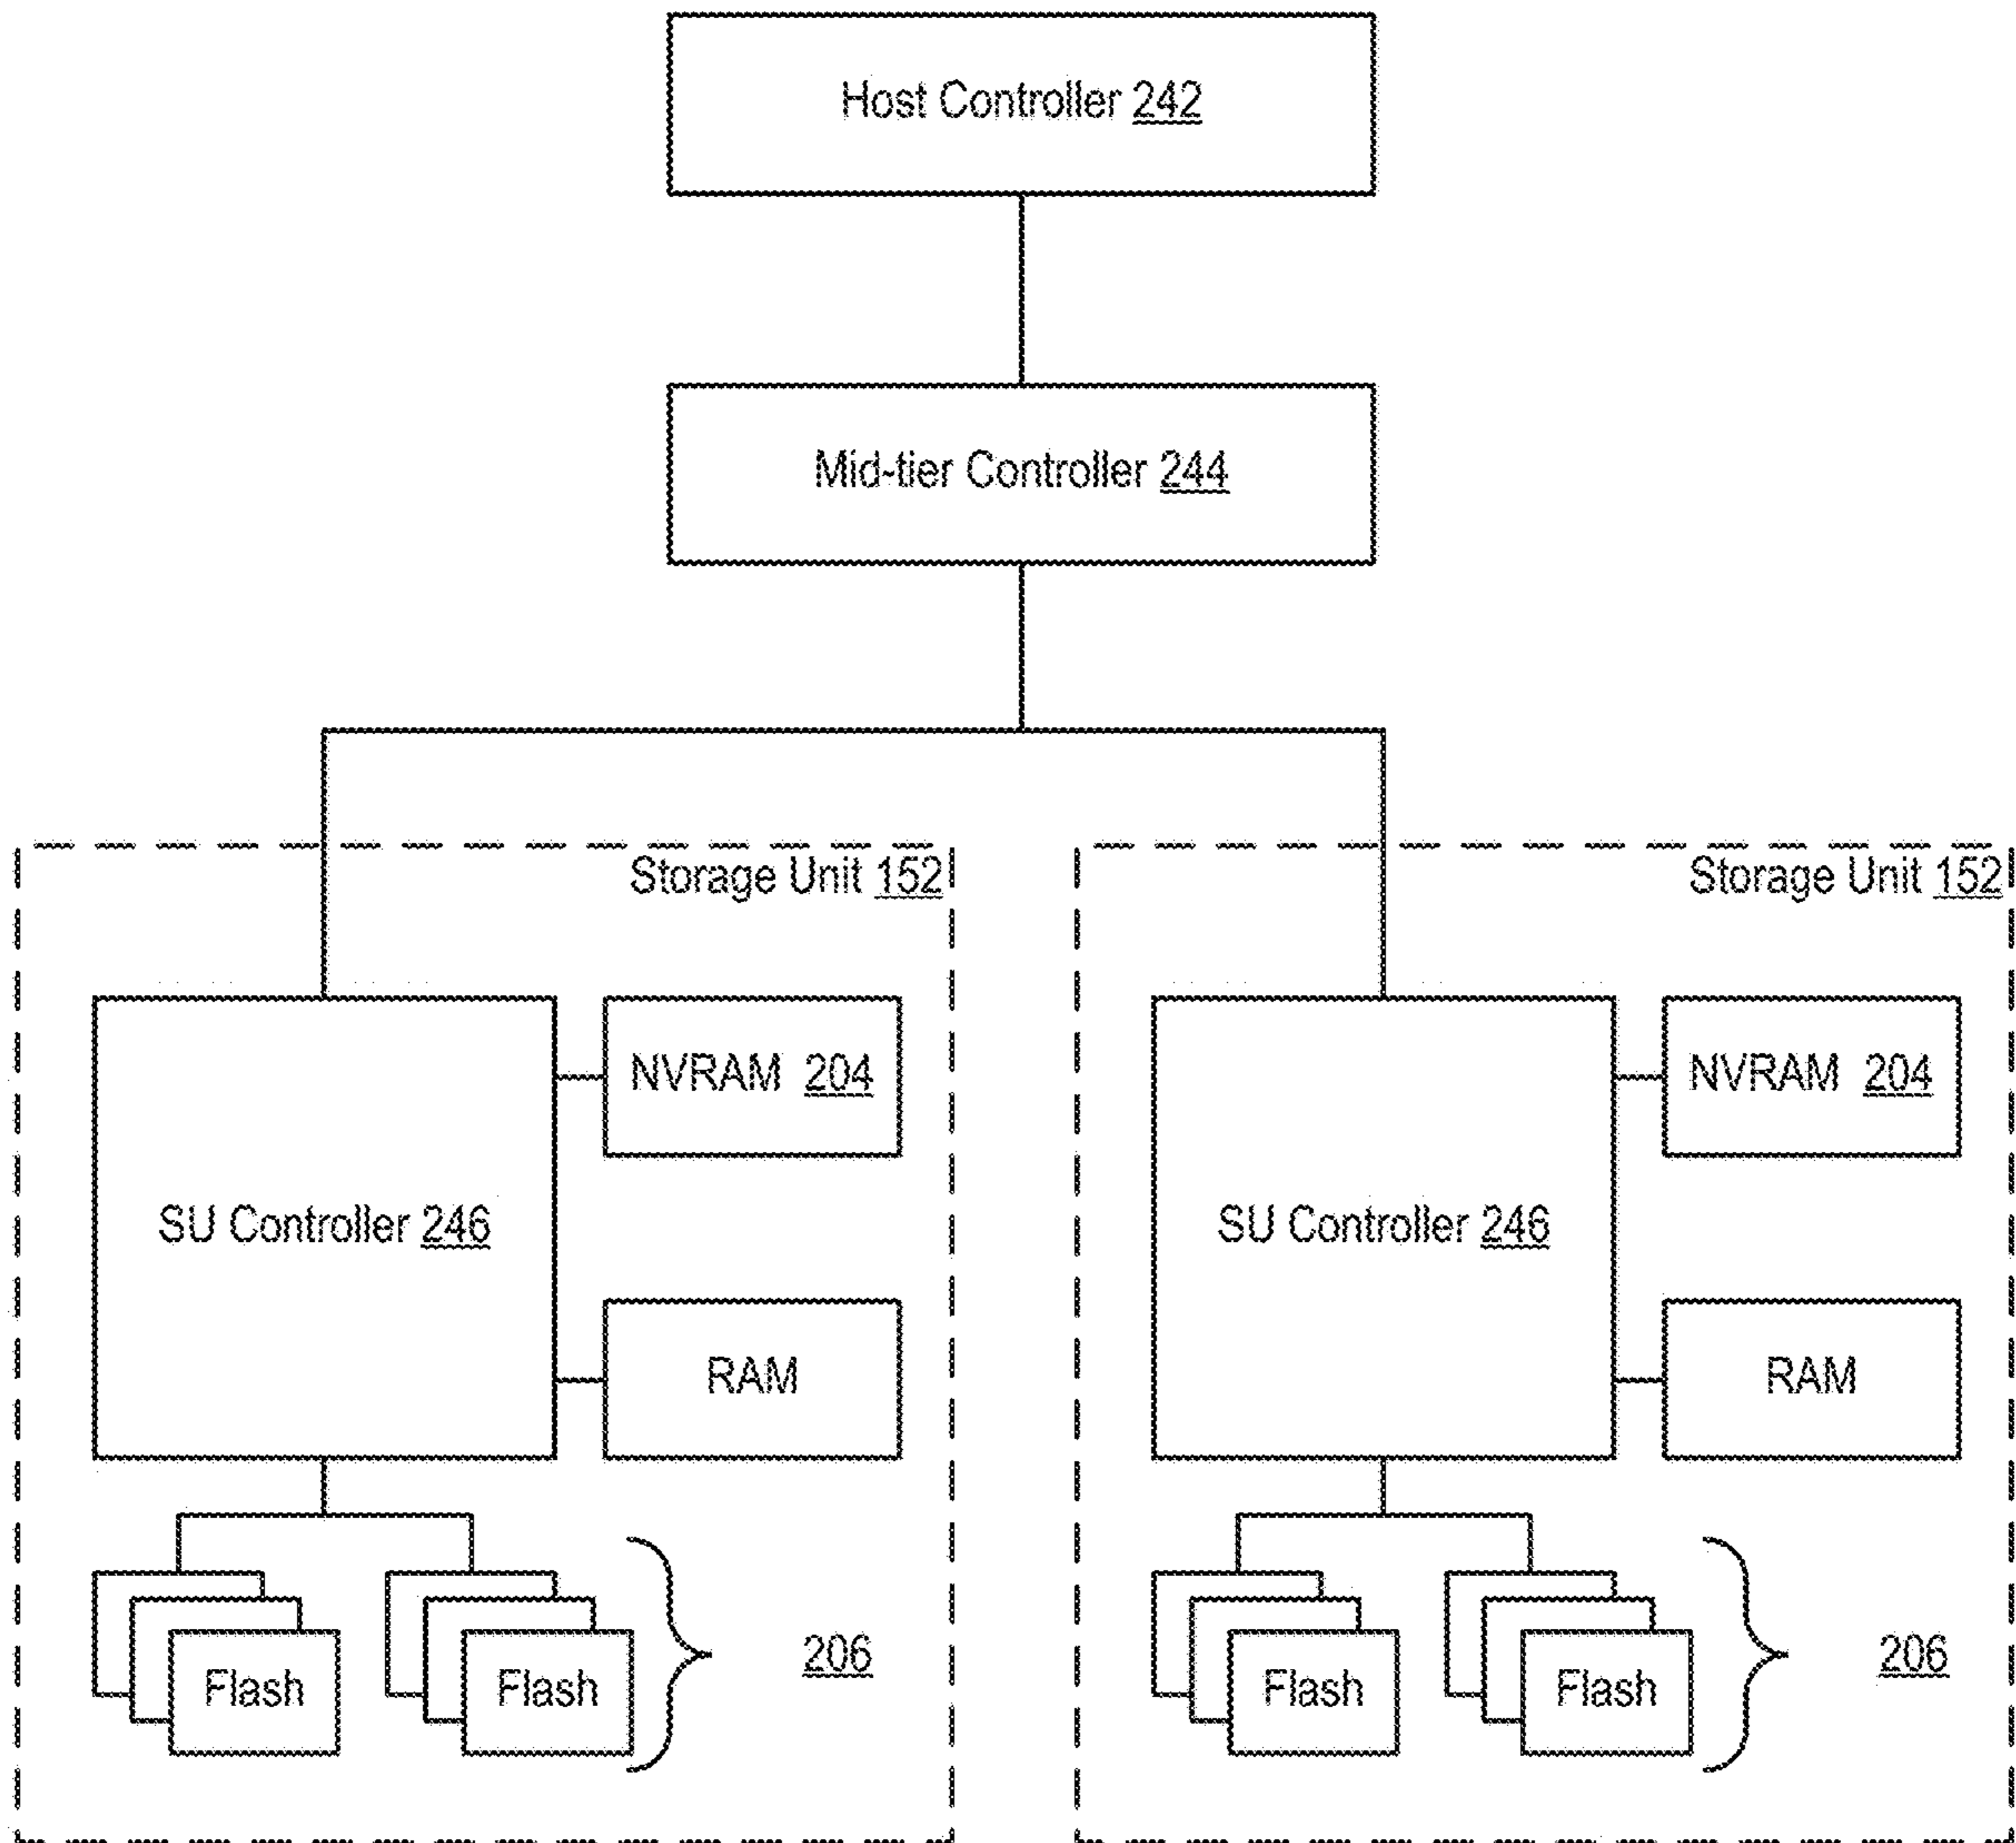 Host Controller 242
Mid-tier Controller 244
Storage Unit 152
SU Controller 246
NVRAM 204
RAM
Flash
Flash
206
Storage Unit 152
SU Controller 246
NVRAM 204
RAM
Flash
Flash
206